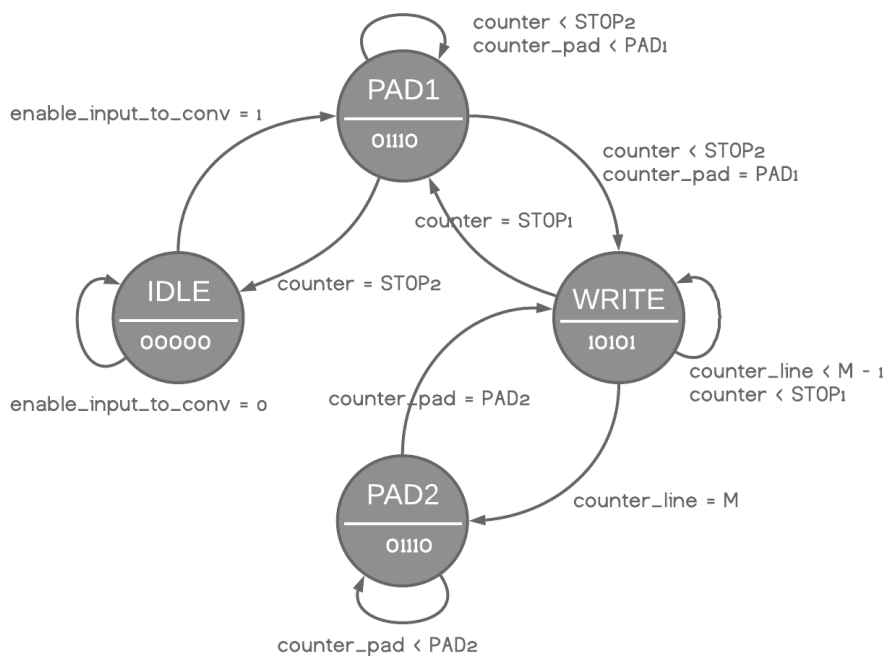 counter < STOP2
counter_pad < PAD1
PAD1
01110
enable_input_to_conv = 1
counter < STOP2
counter_pad = PAD1
counter = STOP1
counter = STOP2
IDLE
00000
WRITE
10101
enable_input_to_conv = 0
counter_pad = PAD2
counter_line < M - 1
counter < STOP1
PAD2
01110
counter_line = M
counter_pad < PAD2